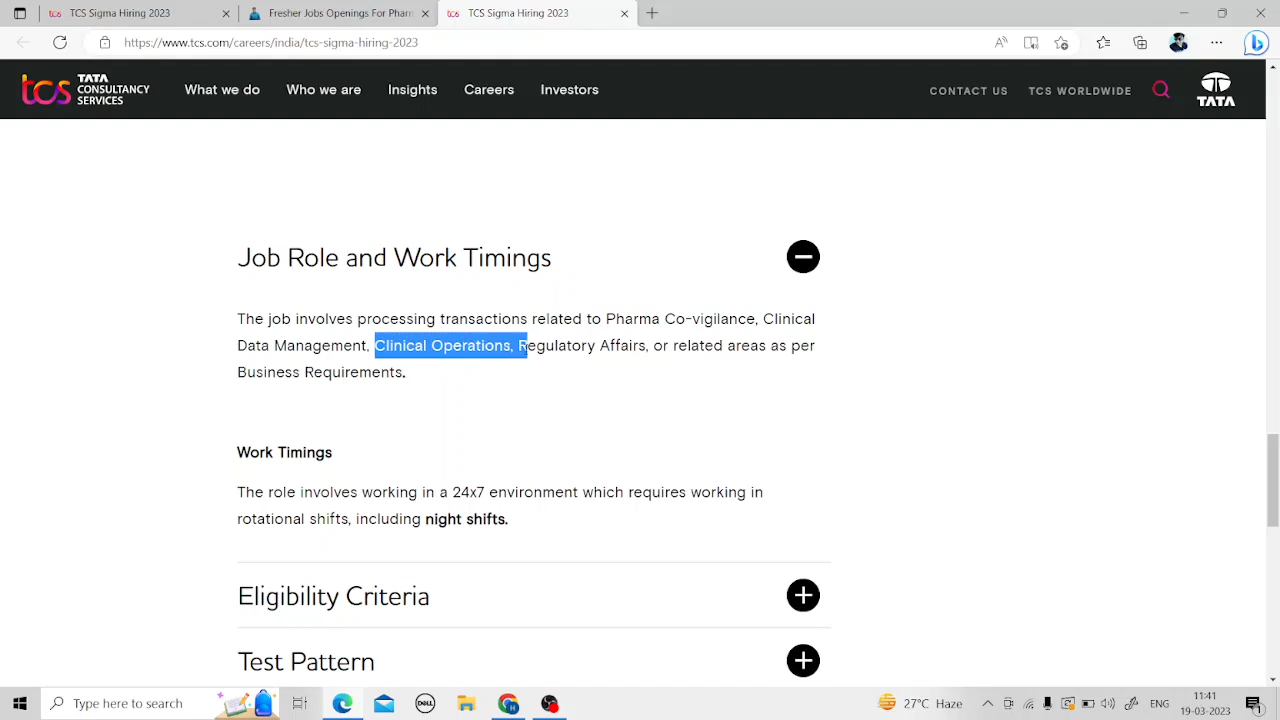 TCS Sigma Hiring 2023
Fresher Jobs Openings For Pharm
TCS Sigma Hiring 2023
https://www.tcs.com/careers/india/tcs-sigma-hiring-2023
tcs TATA CONSULTANCY SERVICES
What we do
Who we are
Insights
Careers
Investors
CONTACT US
TCS WORLDWIDE
TATA
Job Role and Work Timings
The job involves processing transactions related to Pharma Co-vigilance, Clinical
Data Management, Clinical Operations, Regulatory Affairs, or related areas as per
Business Requirements.
Work Timings
The role involves working in a 24x7 environment which requires working in
rotational shifts, including night shifts.
Eligibility Criteria
Test Pattern
Type here to search
DELL
27°C Haze
ENG
11:41
19-03-2023